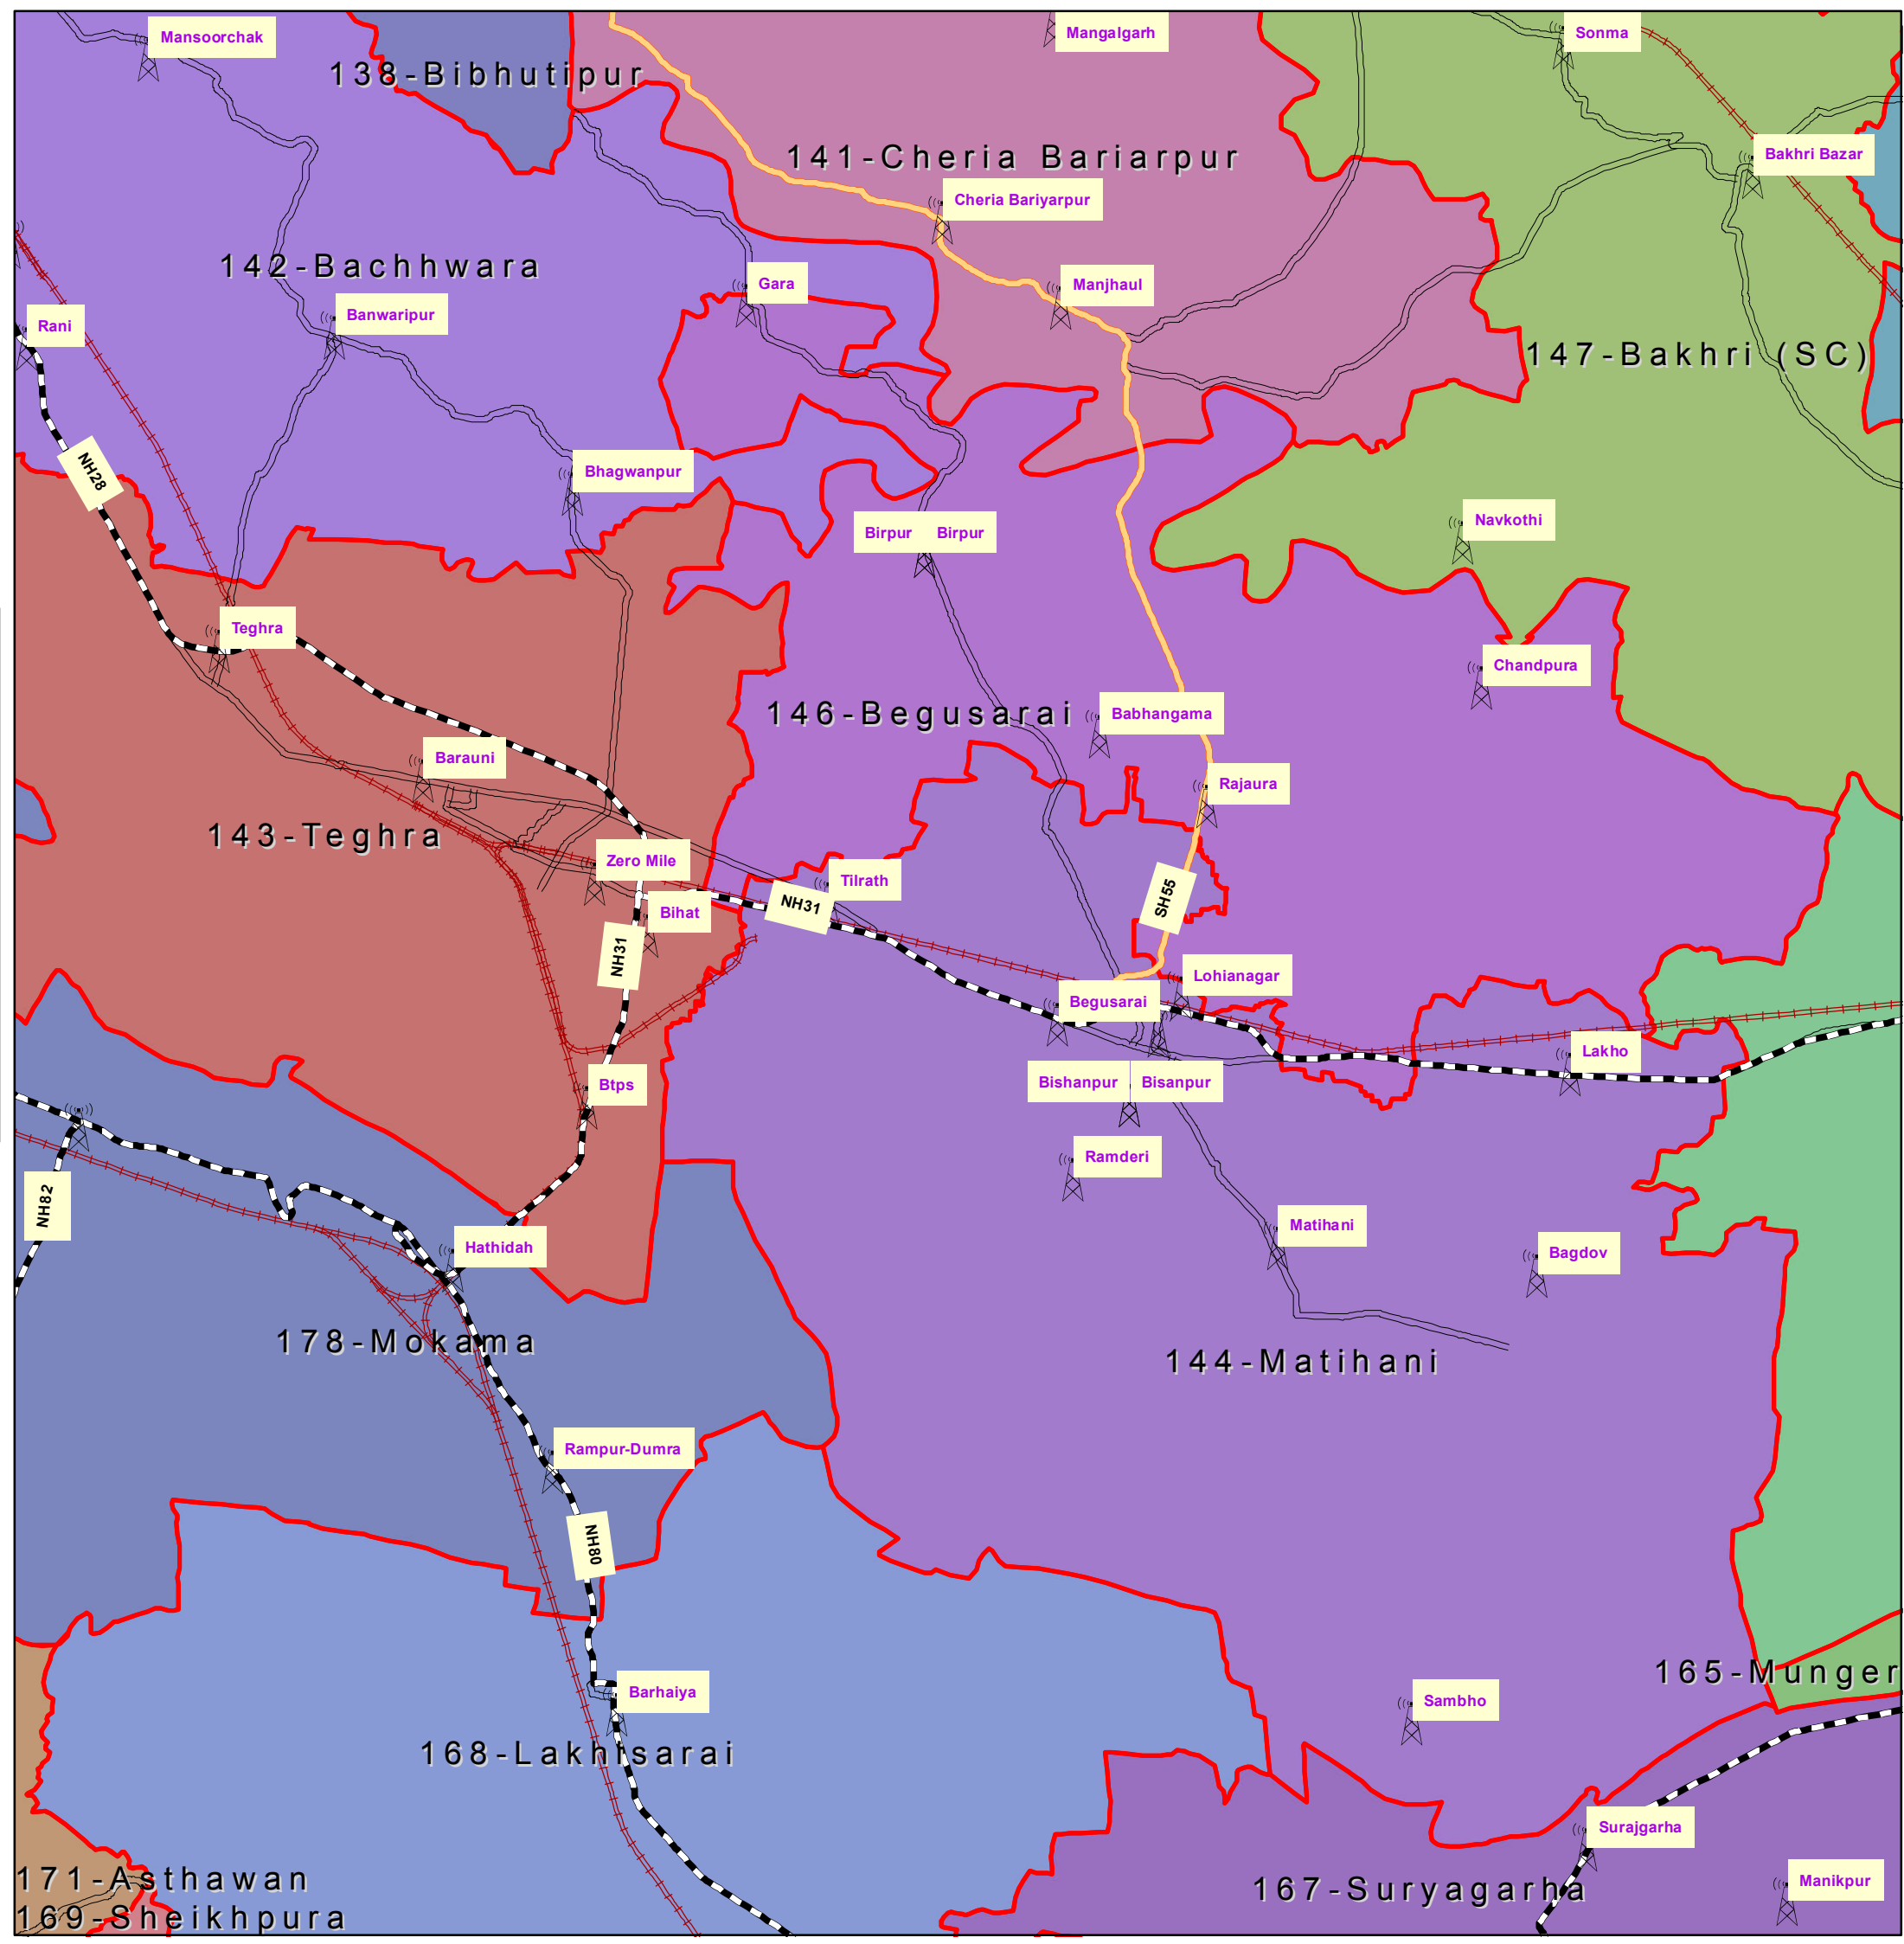 Mansoorchak
Mangalgarh
Sonma
138-Bibhutipur
141-Cheria Bariarpur
Bakhri Bazar
Cheria Bariyarpur
142-Bachhwara
Gara
Manjhaul
Rani
Banwaripur
147-Bakhri (SC)
NH28
Bhagwanpur
Birpur
Birpur
Navkothi
Teghra
Chandpura
146-Begusarai
Babhangama
Barauni
Rajaura
143-Teghra
Zero Mile
Tilrath
NH31
SH55
Bihat
NH31
Lohianagar
Begusarai
Lakho
Btps
Bishanpur
Bisanpur
Ramderi
NH82
Matihani
Hathidah
Bagdov
178-Mokama
144-Matihani
Rampur-Dumra
NH80
165-Munger
Barhaiya
Sambho
168-Lakhisarai
Surajgarha
171-Asthawan
Manikpur
167-Suryagarha
169-Sheikhpura